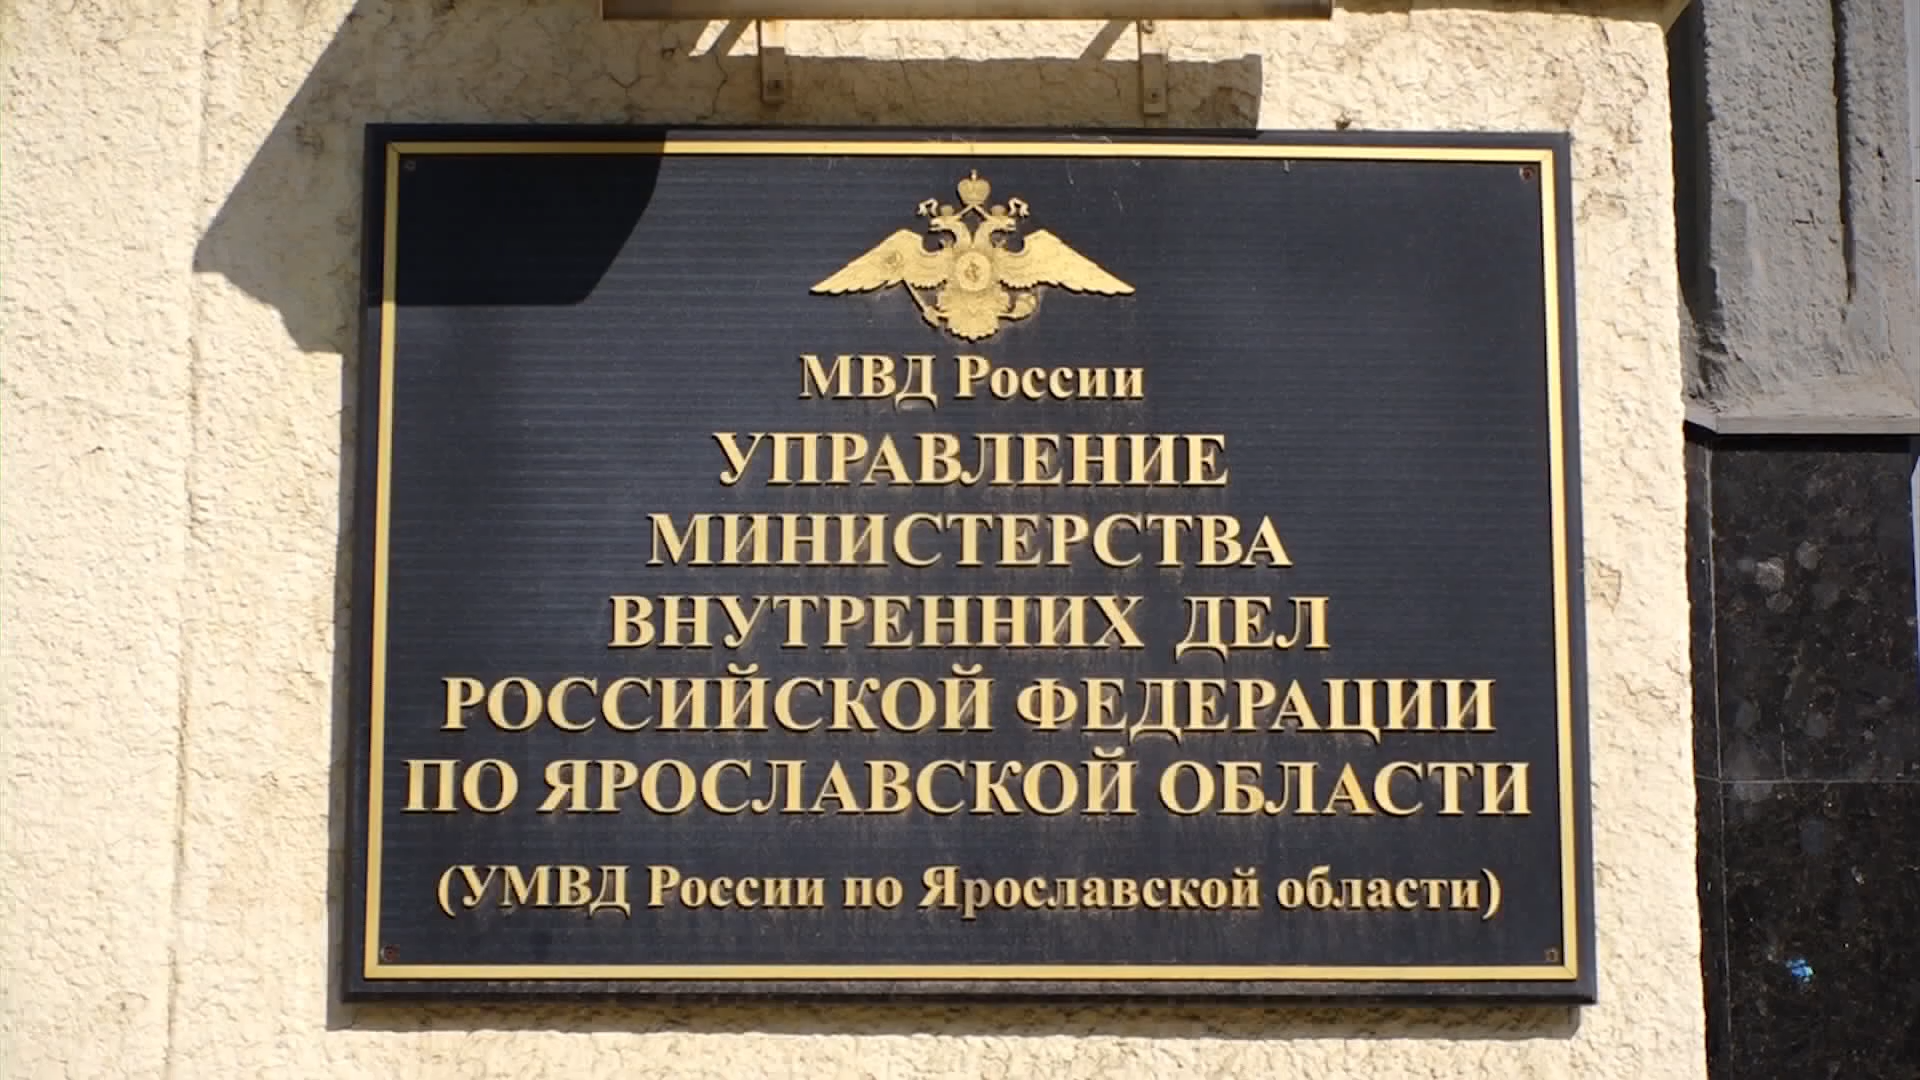 МВД России
УПРАВЛЕНИЕ
МИНИСТЕРСТВА
ВНУТРЕННИХ ДЕЛ
РОССИЙСКОЙ ФЕДЕРАЦИИ
ПО ЯРОСЛАВСКОЙ ОБЛАСТИ
(УМВД России по Ярославской области)